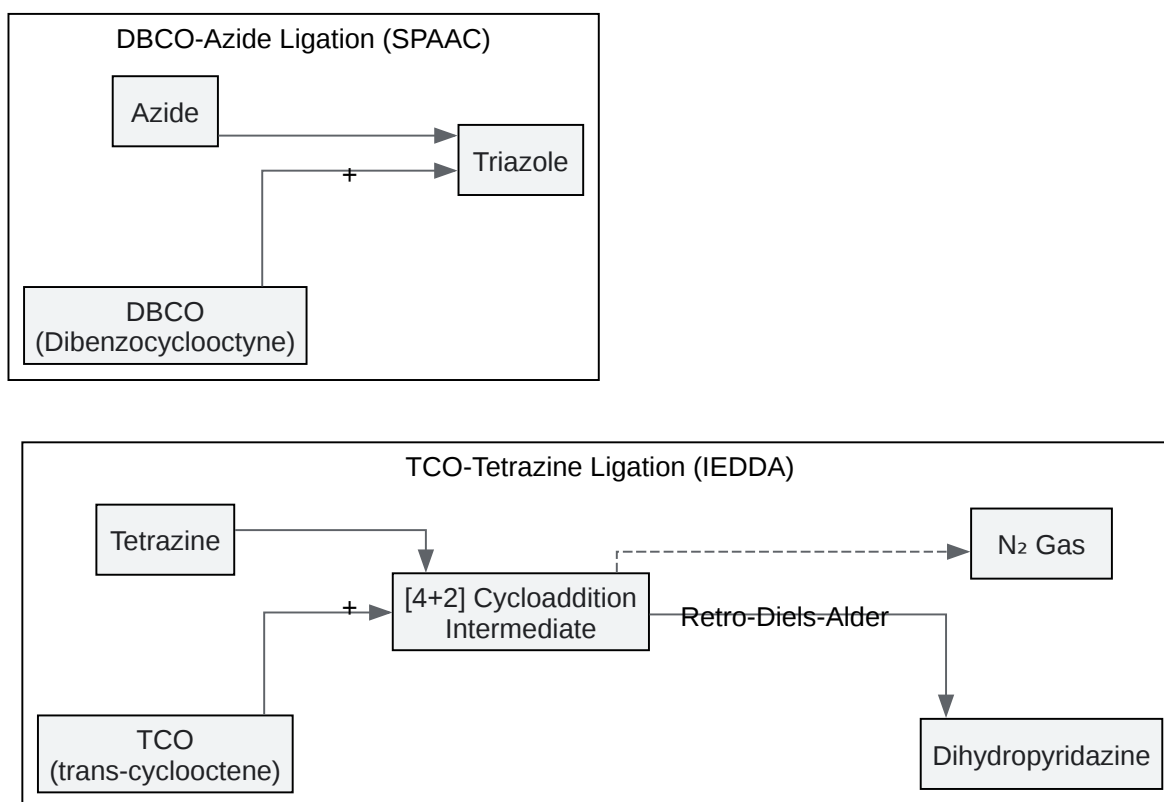 DBCO-Azide Ligation (SPAAC)
Azide
Triazole
+
DBCO
(Dibenzocyclooctyne)
TCO-Tetrazine Ligation (IEDDA)
Tetrazine
N₂ Gas
[4+2] Cycloaddition
Intermediate
+
Retro-Diels-Alder
TCO
(trans-cyclooctene)
Dihydropyridazine